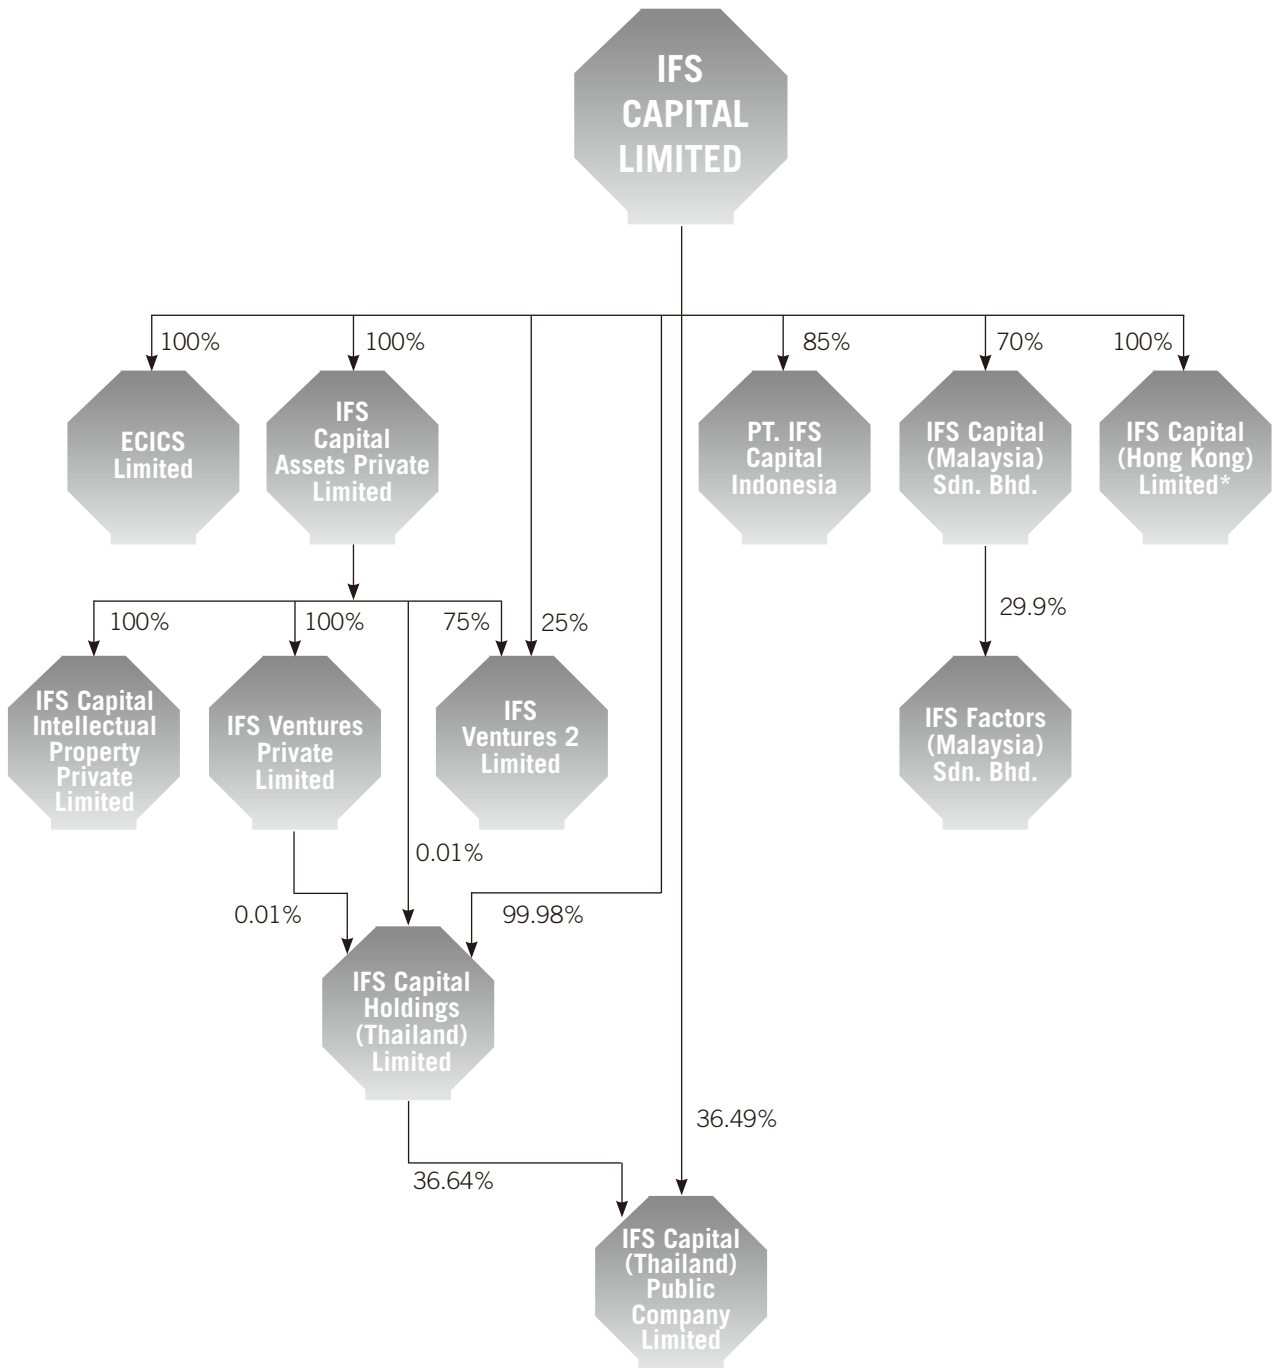 IFS
CAPITAL
LIMITED
100%
100%
85%
70%
100%
ECICS
Limited
IFS
Capital
Assets Private
Limited
PT. IFS
Capital
Indonesia
IFS Capital
(Malaysia)
Sdn. Bhd.
IFS Capital
(Hong Kong)
Limited*
100%
100%
75%
25%
29.9%
IFS Capital
Intellectual
Property
Private
Limited
IFS Ventures
Private
Limited
IFS
Ventures 2
Limited
IFS Factors
(Malaysia)
Sdn. Bhd.
0.01%
0.01%
99.98%
IFS Capital
Holdings
(Thailand)
Limited
36.49%
36.64%
IFS Capital
(Thailand)
Public
Company
Limited